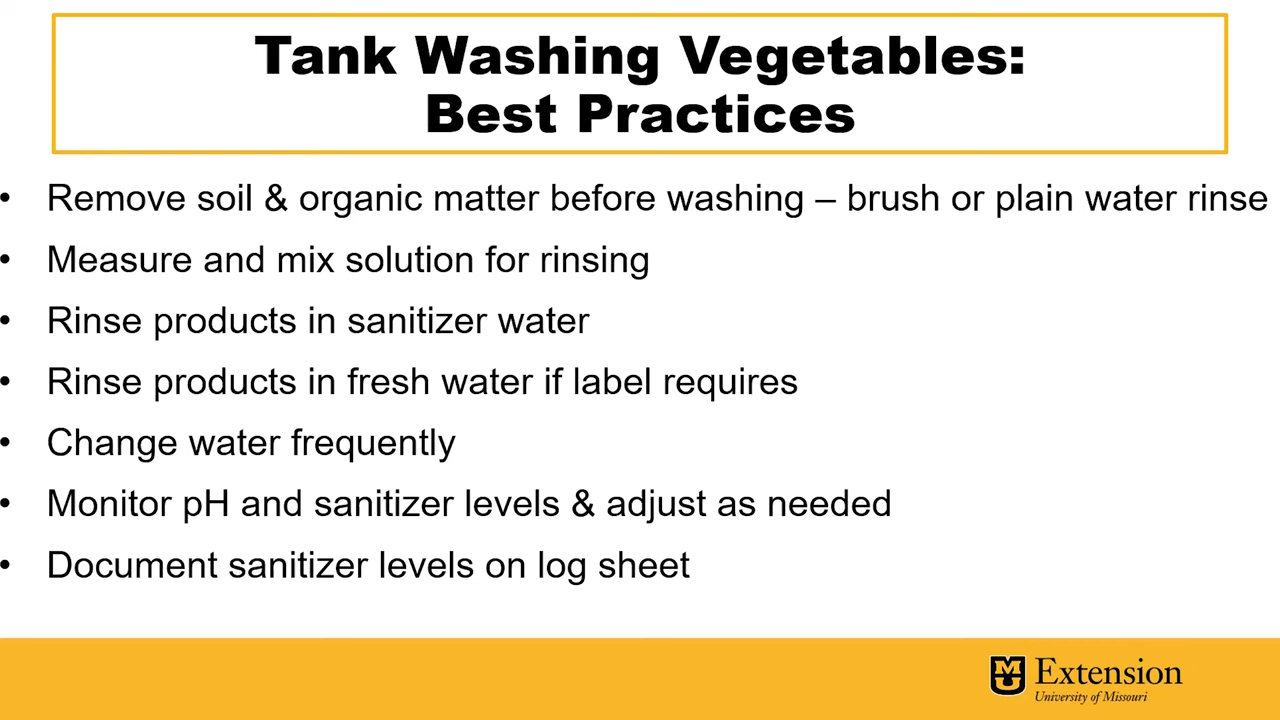 Tank Washing Vegetables:
Best Practices
• Remove soil & organic matter before washing – brush or plain water rinse
• Measure and mix solution for rinsing
• Rinse products in sanitizer water
• Rinse products in fresh water if label requires
• Change water frequently
• Monitor pH and sanitizer levels & adjust as needed
• Document sanitizer levels on log sheet
Extension
University of Missouri